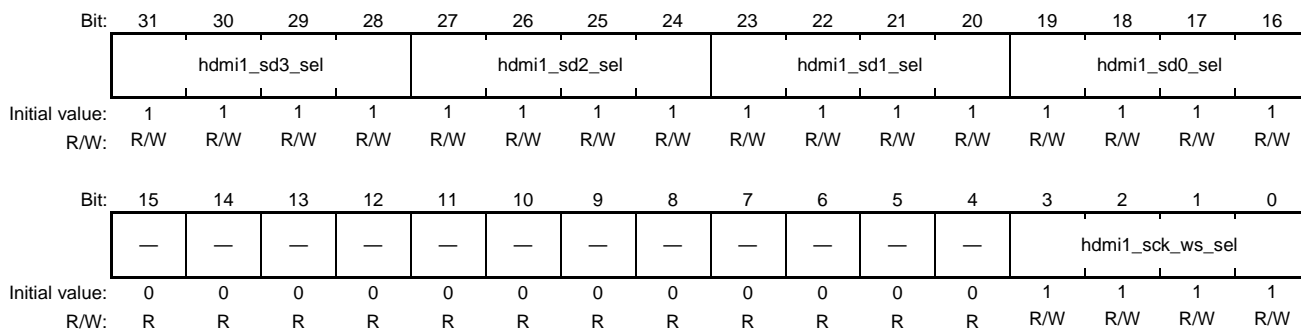 Bit: 31 30 29 28 27 26 25 24 23 22 21 20 19 18 17 16
hdmi1_sd3_sel hdmi1_sd2_sel hdmi1_sd1_sel hdmi1_sd0_sel
Initial value: 1 1 1 1 1 1 1 1 1 1 1 1 1 1 1 1
R/W: R/W R/W R/W R/W R/W R/W R/W R/W R/W R/W R/W R/W R/W R/W R/W R/W
Bit: 15 14 13 12 11 10 9 8 7 6 5 4 3 2 1 0
— — — — — — — — — — — — hdmi1_sck_ws_sel
Initial value: 0 0 0 0 0 0 0 0 0 0 0 0 1 1 1 1
R/W: R R R R R R R R R R R R R/W R/W R/W R/W